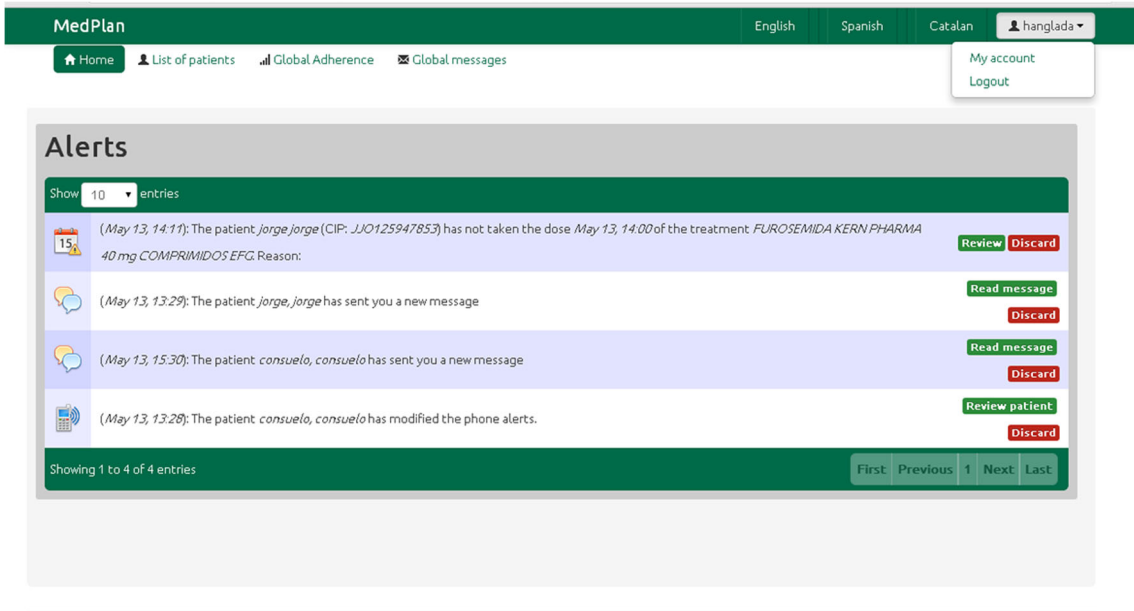 MedPlan English Spanish Catalan hanglada
Home List of patients Global Adherence Global messages
My account
Logout
Alerts
Show 10 entries
15
(May 13, 14:11): The patient jorge jorge (CIP: JJO125947853) has not taken the dose May 13, 14:00 of the treatment FUROSEMIDA KERN PHARMA
40 mg COMPRIMIDOS EFG. Reason:
Review Discard
(May 13, 13:29): The patient jorge, jorge has sent you a new message
Read message
Discard
(May 13, 15:30): The patient consuelo, consuelo has sent you a new message
Read message
Discard
(May 13, 13:28): The patient consuelo, consuelo has modified the phone alerts.
Review patient
Discard
Showing 1 to 4 of 4 entries
First Previous 1 Next Last